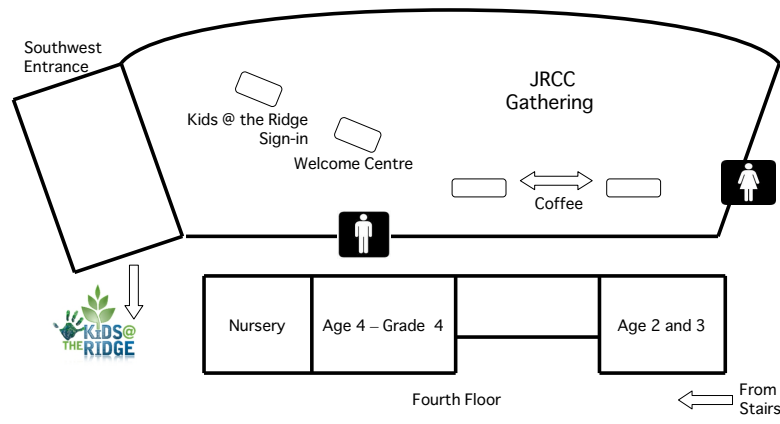 Southwest
Entrance
JRCC
Gathering
Kids @ the Ridge
Sign-in
Welcome Centre
Coffee
KiDS@
THE RIDGE
Nursery
Age 4 – Grade 4
Age 2 and 3
Fourth Floor
From
Stairs